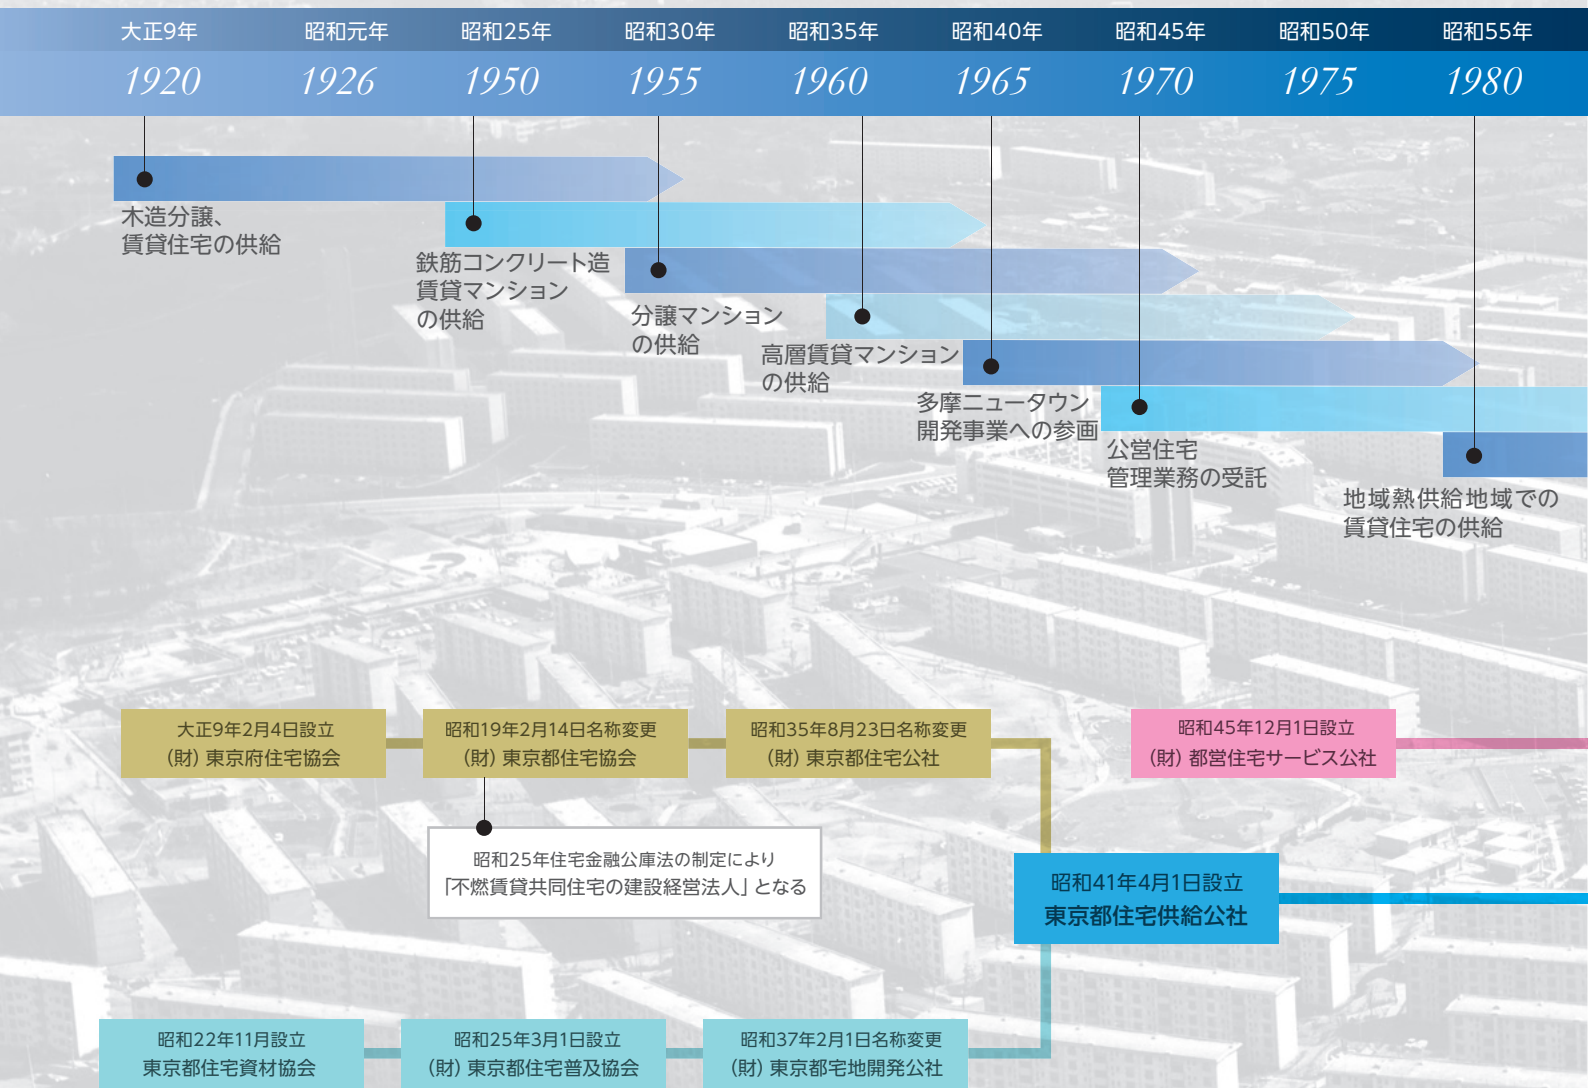 大正9年
昭和元年
昭和25年
昭和30年
昭和35年
昭和40年
昭和45年
昭和50年
昭和55年
1920
1926
1950
1955
1960
1965
1970
1975
1980
木造分譲、
賃貸住宅の供給
鉄筋コンクリート造
賃貸マンション
の供給
分譲マンション
の供給
高層賃貸マンション
の供給
多摩ニュータウン
開発事業への参画
公営住宅
管理業務の受託
地域熱供給地域での
賃貸住宅の供給
大正9年2月4日設立
(財) 東京府住宅協会
昭和19年2月14日名称変更
(財) 東京都住宅協会
昭和35年8月23日名称変更
(財) 東京都住宅公社
昭和45年12月1日設立
(財) 都営住宅サービス公社
昭和25年住宅金融公庫法の制定により
「不燃賃貸共同住宅の建設経営法人」となる
昭和41年4月1日設立
東京都住宅供給公社
昭和22年11月設立
東京都住宅資材協会
昭和25年3月1日設立
(財) 東京都住宅普及協会
昭和37年2月1日名称変更
(財) 東京都宅地開発公社